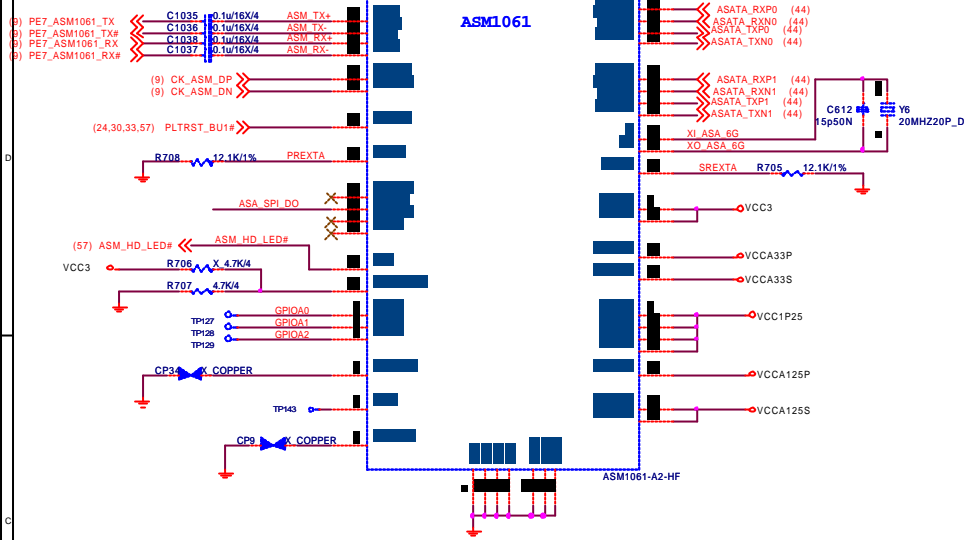 ASM1061
(9) PE7_ASM1061_TX
(9) PE7_ASM1061_TX#
(9) PE7_ASM1061_RX
(9) PE7_ASM1061_RX#
C1035 0.1u/16X/4 ASM_TX+
C1036 0.1u/16X/4 ASM_TX-
C1038 0.1u/16X/4 ASM_RX+
C1037 0.1u/16X/4 ASM_RX-
(9) CK_ASM_DP
(9) CK_ASM_DN
(24,30,33,57) PLTRST_BU1#
D
R708 12.1K/1% PREXTA
ASA_SPI_DO
(57) ASM_HD_LED# ASM_HD_LED#
VCC3 R706 X_4.7K/4
R707 4.7K/4
TP127 GPIOA0
TP128 GPIOA1
TP129 GPIOA2
CP34 X_COPPER
TP143
CP9 X_COPPER
C
ASATA_RXP0 (44)
ASATA_RXN0 (44)
ASATA_TXP0 (44)
ASATA_TXN0 (44)
ASATA_RXP1 (44)
ASATA_RXN1 (44)
ASATA_TXP1 (44)
ASATA_TXN1 (44)
C612
15p50N
Y6
20MHZ20P_D
XI_ASA_6G
XO_ASA_6G
SREXTA R705 12.1K/1%
VCC3
VCCA33P
VCCA33S
VCC1P25
VCCA125P
VCCA125S
ASM1061-A2-HF